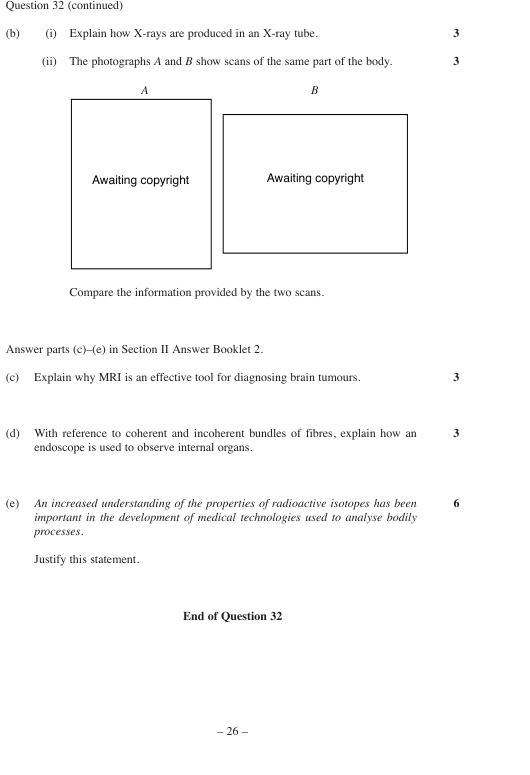 Question 32 (continued)
(b) (i) Explain how X-rays are produced in an X-ray tube. 3
(ii) The photographs A and B show scans of the same part of the body. 3
A B
Awaiting copyright Awaiting copyright
Compare the information provided by the two scans.
Answer parts (c)–(e) in Section II Answer Booklet 2.
(c) Explain why MRI is an effective tool for diagnosing brain tumours. 3
(d) With reference to coherent and incoherent bundles of fibres, explain how an 3
endoscope is used to observe internal organs.
(e) An increased understanding of the properties of radioactive isotopes has been 6
important in the development of medical technologies used to analyse bodily
processes.
Justify this statement.
End of Question 32
– 26 –